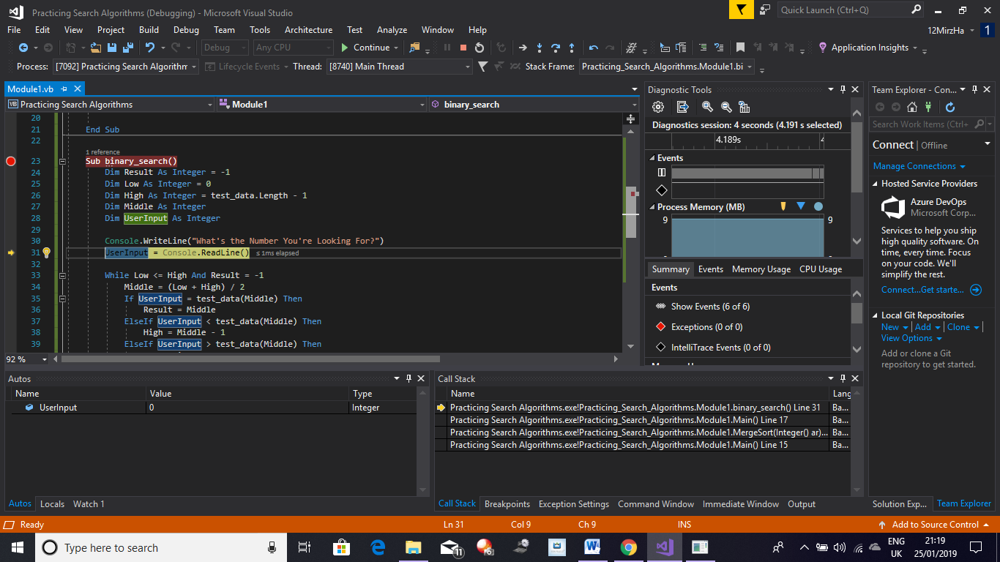 Practicing Search Algorithms (Debugging) - Microsoft Visual Studio
Quick Launch (Ctrl+Q)
File Edit View Project Build Debug Team Tools Architecture Test Analyze Window Help
12MirzHa 1
Debug Any CPU Continue Application Insights
Process: [7092] Practicing Search Algorithm Lifecycle Events Thread: [8740] Main Thread Stack Frame: Practicing_Search_Algorithms.Module1.bi
Module1.vb
VB Practicing Search Algorithms Module1 binary_search
20
21 End Sub
22
1 reference
23 Sub binary_search()
24 Dim Result As Integer = -1
25 Dim Low As Integer = 0
26 Dim High As Integer = test_data.Length - 1
27 Dim Middle As Integer
28 Dim UserInput As Integer
29
30 Console.WriteLine("What's the Number You're Looking For?")
31 UserInput = Console.ReadLine() ≤ 1ms elapsed
32
33 While Low <= High And Result = -1
34 Middle = (Low + High) / 2
35 If UserInput = test_data(Middle) Then
36 Result = Middle
37 ElseIf UserInput < test_data(Middle) Then
38 High = Middle - 1
39 ElseIf UserInput > test_data(Middle) Then
92 %
Diagnostic Tools
Diagnostics session: 4 seconds (4.191 s selected)
4.189s
Events
Process Memory (MB)
9 9
Summary Events Memory Usage CPU Usage
Events
Show Events (6 of 6)
Exceptions (0 of 0)
IntelliTrace Events (0 of 0)
Team Explorer - Con...
Search Work Items (Ctrl+
Connect | Offline
Manage Connections
Hosted Service Providers
Azure DevOps
Microsoft Corp...
Services to help you ship
high quality software. On
time, every time. Focus
on your code. We'll
simplify the rest.
Connect...Get starte...
Local Git Repositories
New | Add | Clone |
View Options
Add or clone a Git
repository to get started.
Autos
Name Value Type
UserInput 0 Integer
Autos Locals Watch 1
Call Stack
Name Lang
Practicing Search Algorithms.exe!Practicing_Search_Algorithms.Module1.binary_search() Line 31 Ba...
Practicing Search Algorithms.exe!Practicing_Search_Algorithms.Module1.Main() Line 17 Ba...
Practicing Search Algorithms.exe!Practicing_Search_Algorithms.Module1.MergeSort(Integer() ar)... Ba...
Practicing Search Algorithms.exe!Practicing_Search_Algorithms.Module1.Main() Line 15 Ba...
Call Stack Breakpoints Exception Settings Command Window Immediate Window Output
Solution Exp... Team Explorer
Ready Ln 31 Col 9 Ch 9 INS Add to Source Control
Type here to search
11
ENG
UK
21:19
25/01/2019